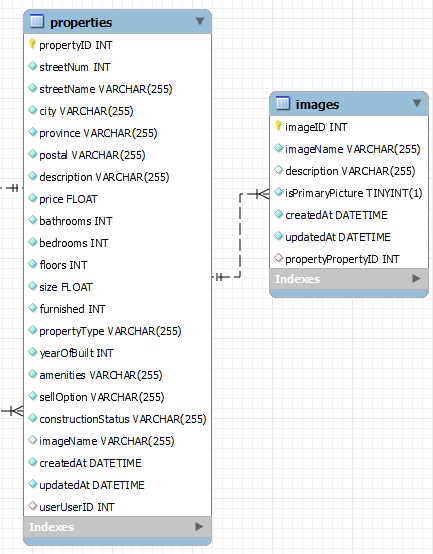 properties
propertyID INT
streetNum INT
streetName VARCHAR(255)
city VARCHAR(255)
province VARCHAR(255)
postal VARCHAR(255)
description VARCHAR(255)
price FLOAT
bathrooms INT
bedrooms INT
floors INT
size FLOAT
furnished INT
propertyType VARCHAR(255)
yearOfBuilt INT
amenities VARCHAR(255)
sellOption VARCHAR(255)
constructionStatus VARCHAR(255)
imageName VARCHAR(255)
createdAt DATETIME
updatedAt DATETIME
userUserID INT
Indexes
images
imageID INT
imageName VARCHAR(255)
description VARCHAR(255)
isPrimaryPicture TINYINT(1)
createdAt DATETIME
updatedAt DATETIME
propertyPropertyID INT
Indexes